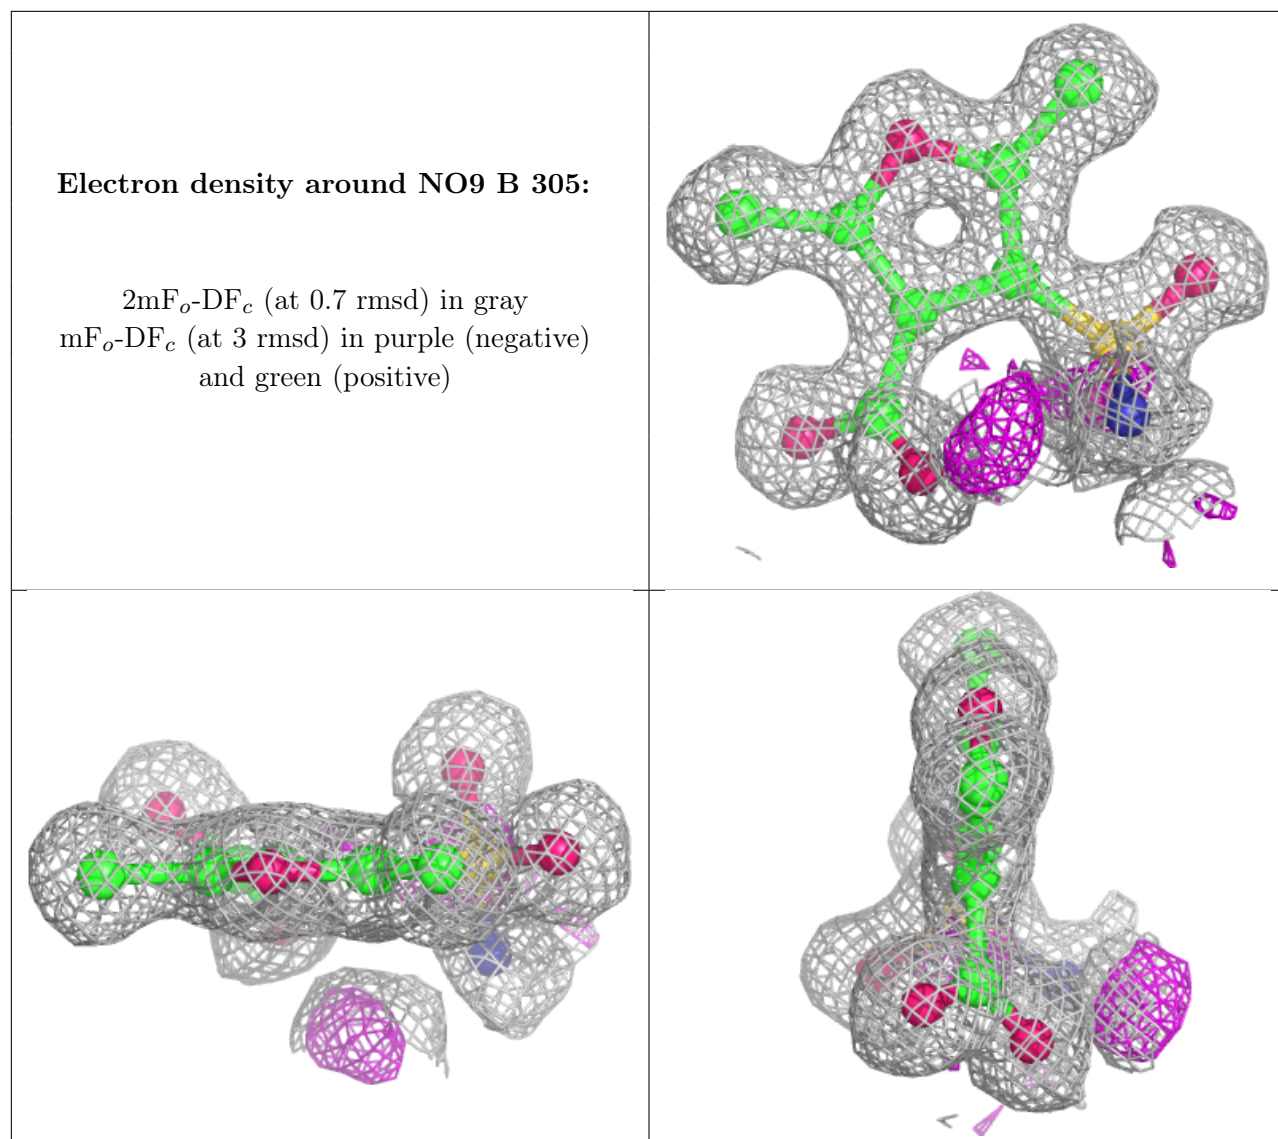 Electron density around NO9 B 305:
2mFo-DFc (at 0.7 rmsd) in gray
mFo-DFc (at 3 rmsd) in purple (negative)
and green (positive)